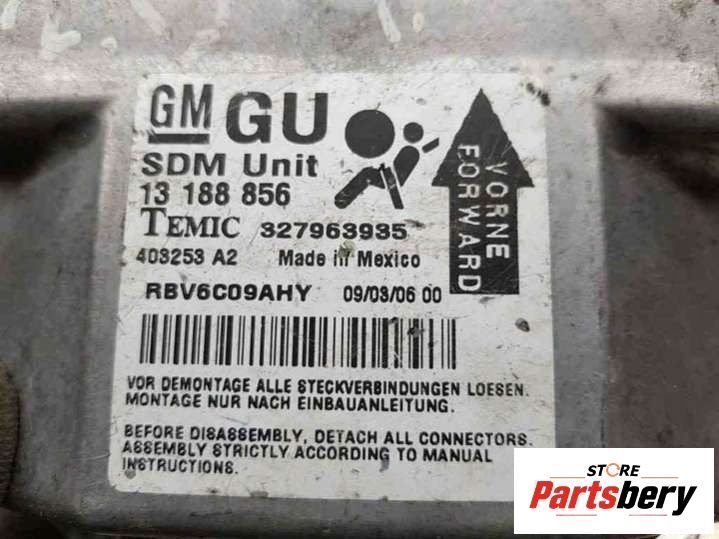 GM GU
SDM Unit
13 188 856
TEMIC 327963935
403253 A2 Made in Mexico
RBV6C09AHY 09/03/06 00
VORNE
FORWARD
VOR DEMONTAGE ALLE STECKVERBINDUNGEN LOESEN.
MONTAGE NUR NACH EINBAUANLEITUNG.
BEFORE DISASSEMBLY, DETACH ALL CONNECTORS.
ASSEMBLY STRICTLY ACCORDING TO MANUAL
INSTRUCTIONS.
STORE
Partsbery